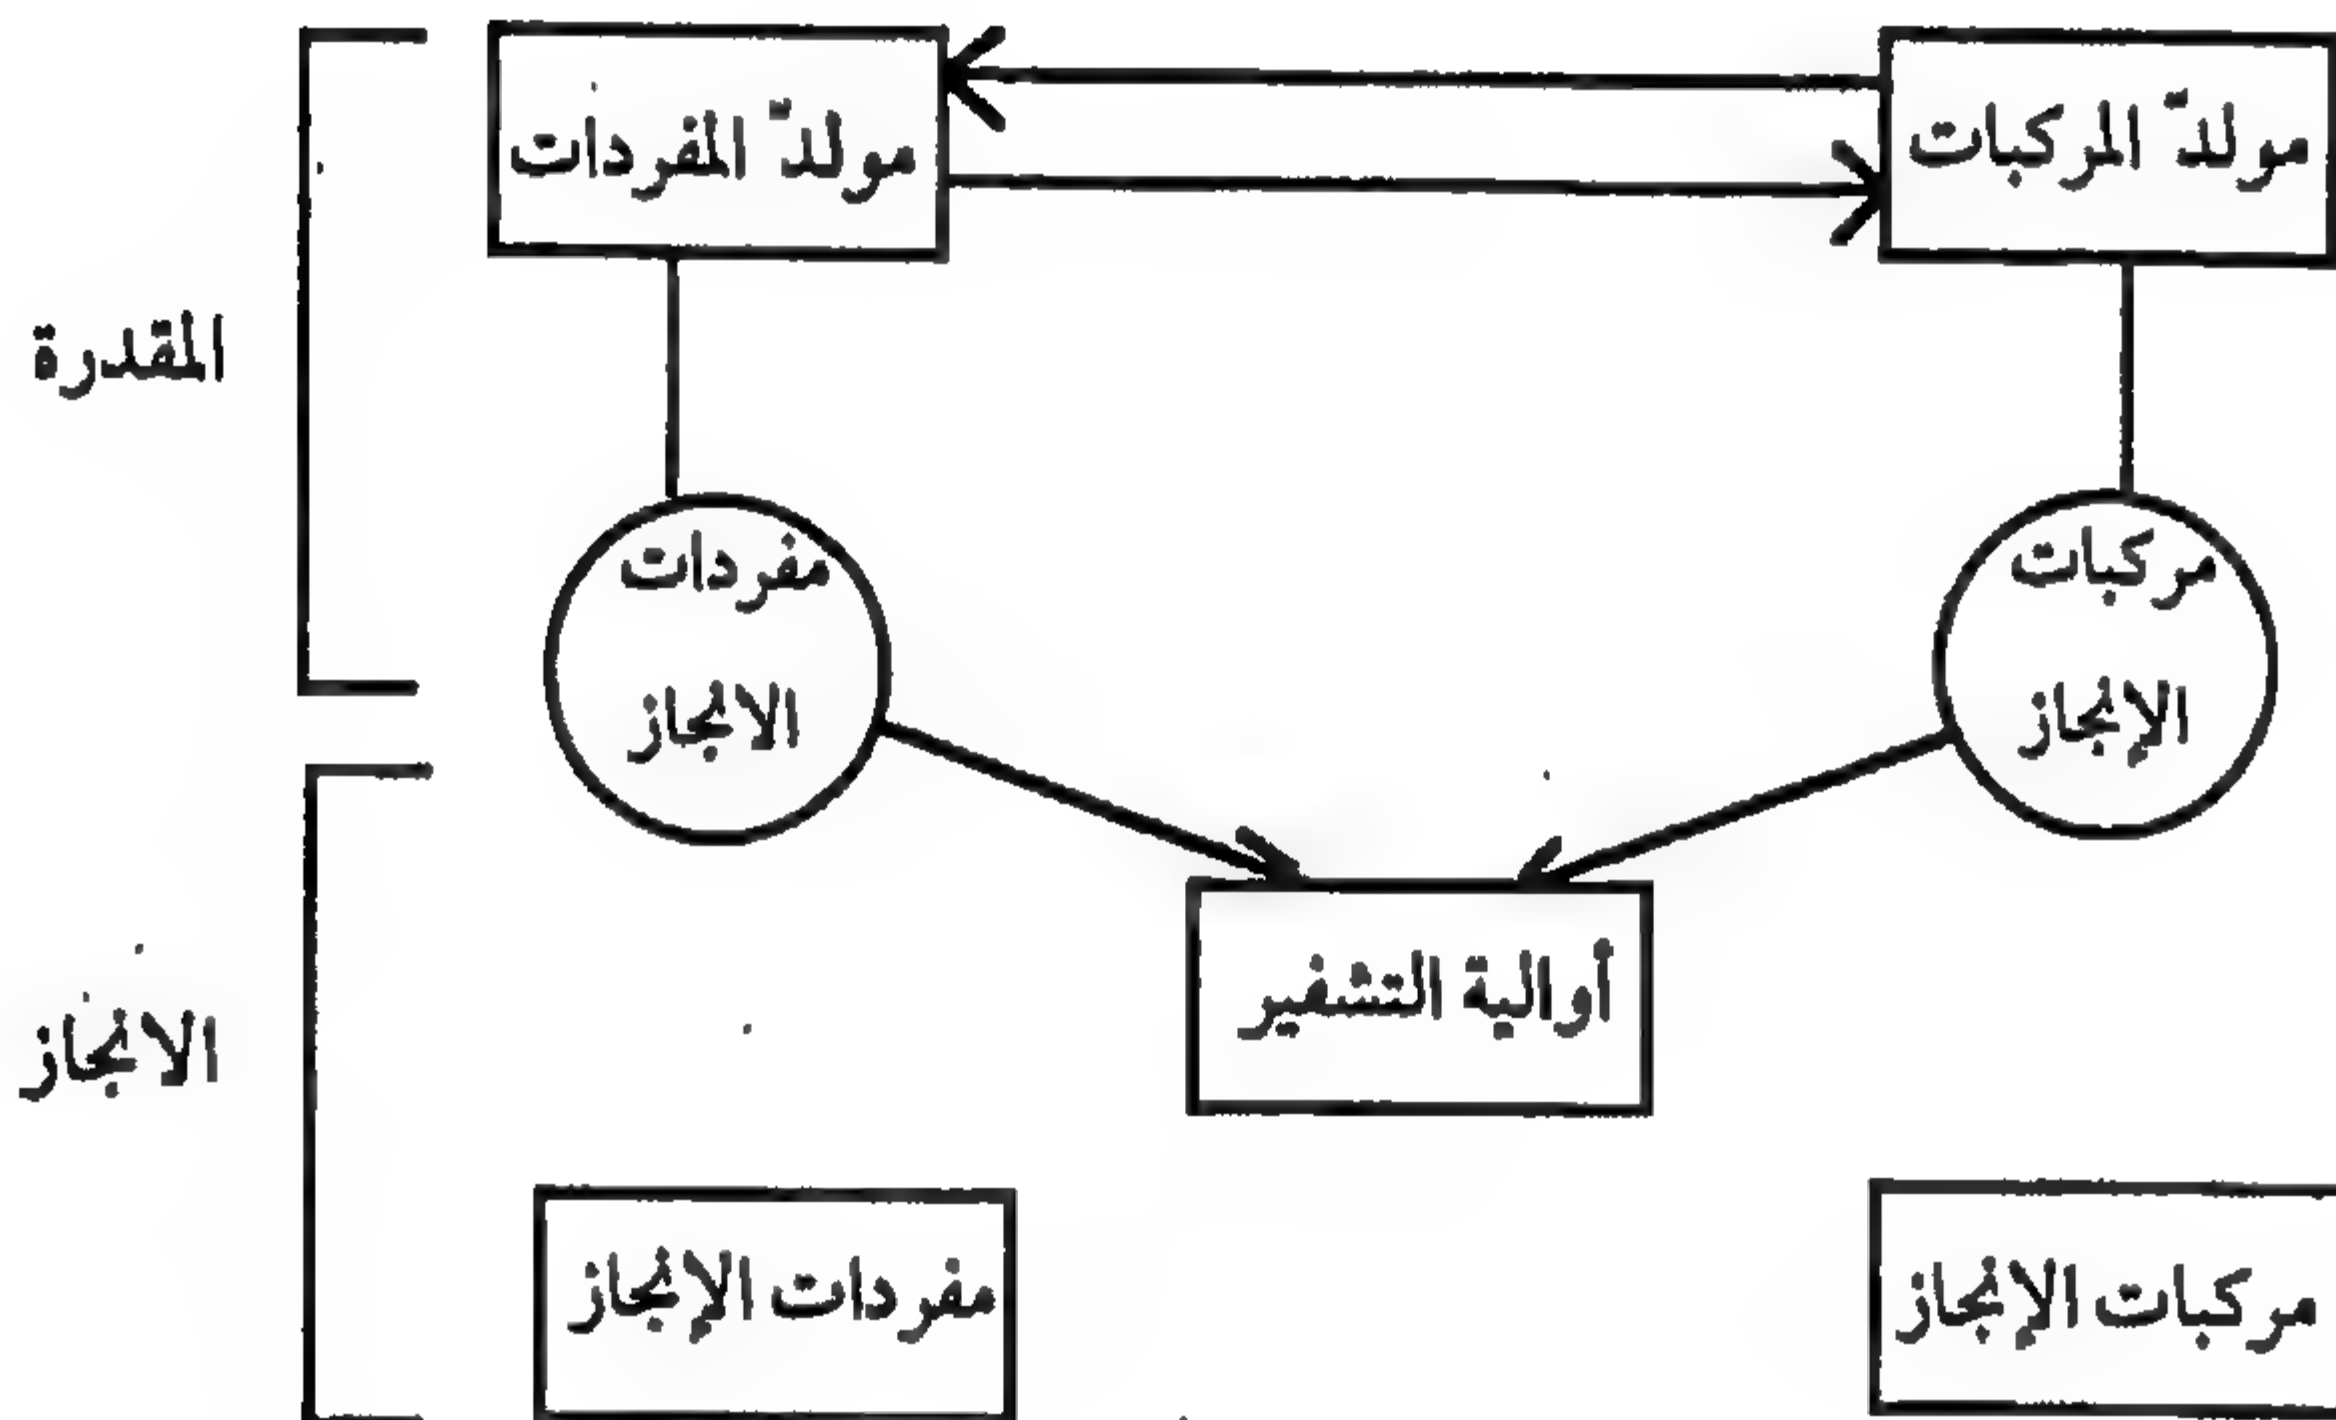 مولدّ المركبات
مولدّ المفردات
المقدرة
مركبات
الإنجاز
مفردات
الانجاز
أوالية التشفير
الانجاز
مركبات الإنجاز
مفردات الإنجاز